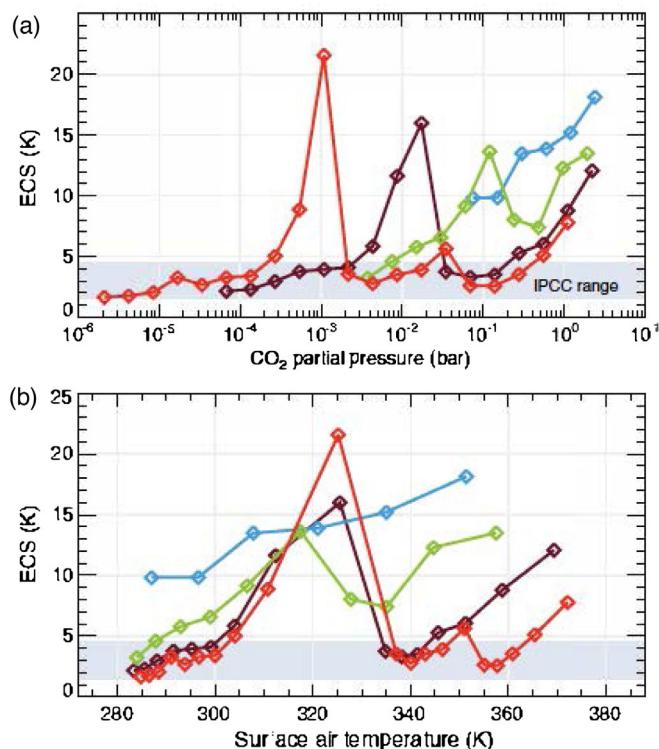 (a)
20
15
10
5
0
ECS (K)
IPCC range
10⁻⁶ 10⁻⁵ 10⁻⁴ 10⁻³ 10⁻² 10⁻¹ 10⁰ 10¹
CO₂ partial pressure (bar)
(b)
25
20
15
10
5
0
ECS (K)
280 300 320 340 360 380
Surface air temperature (K)